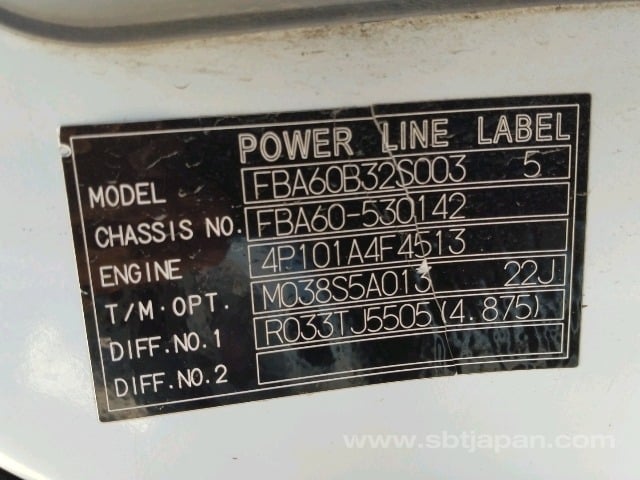 POWER LINE LABEL
MODEL FBA60B32S003 5
CHASSIS NO. FBA60-530142
ENGINE 4P101A4F4513
T/M·OPT. M038S5A013 22J
DIFF.NO.1 R033TJ5505(4.875)
DIFF.NO.2
www.sbtjapan.com